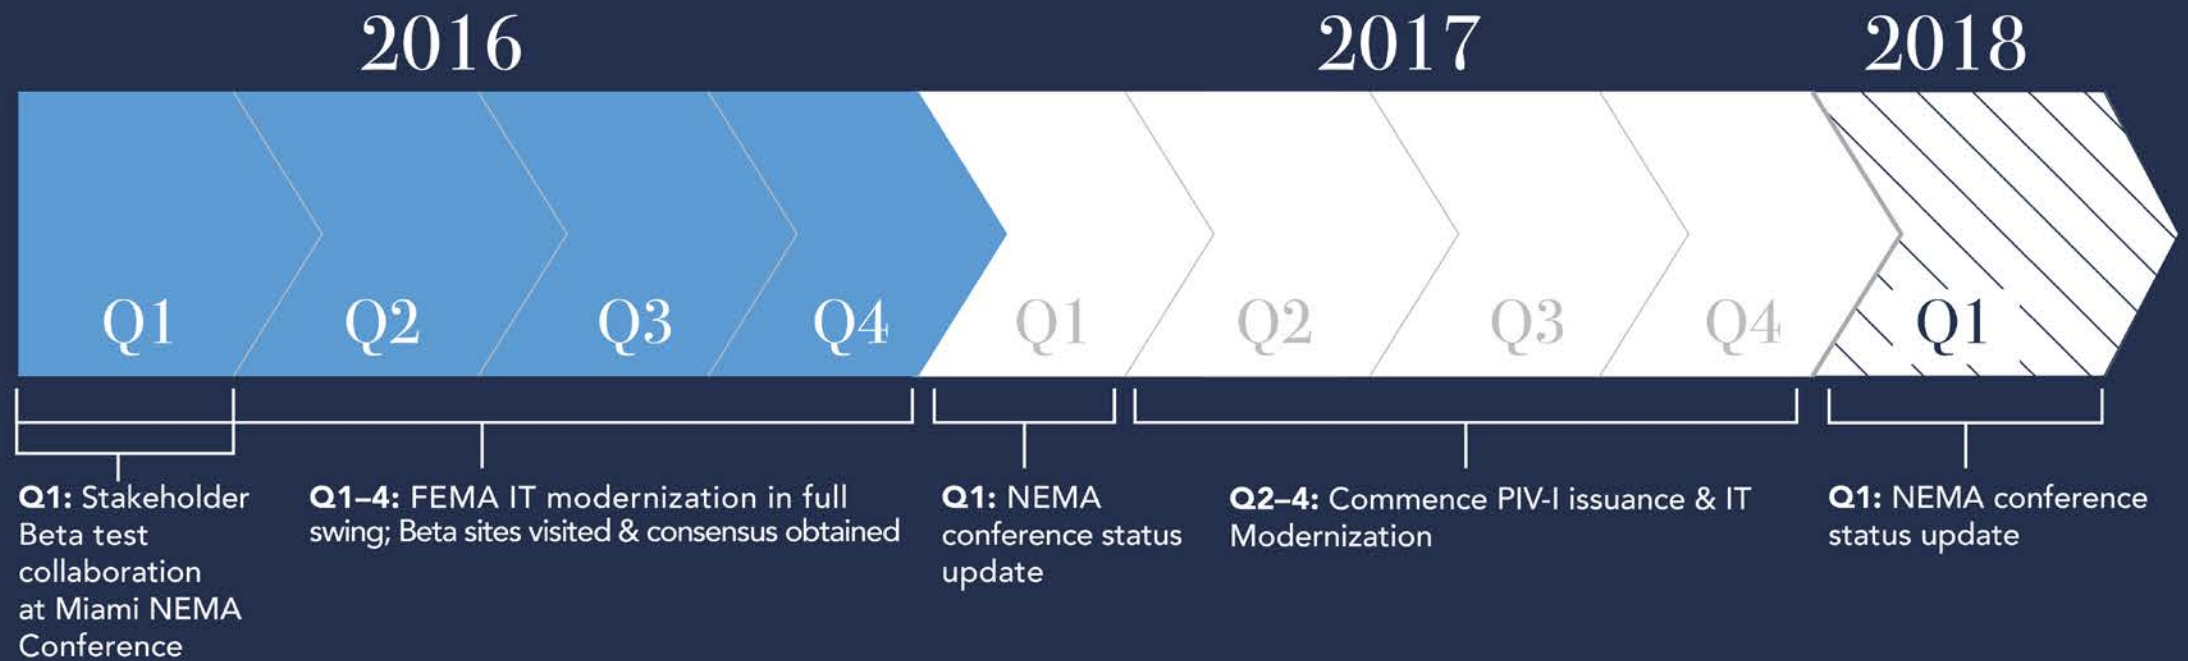 2016
2017
2018
Q1
Q2
Q3
Q4
Q1
Q2
Q3
Q4
Q1
Q1: Stakeholder
Beta test
collaboration
at Miami NEMA
Conference
Q1–4: FEMA IT modernization in full
swing; Beta sites visited & consensus obtained
Q1: NEMA
conference status
update
Q2–4: Commence PIV-I issuance & IT
Modernization
Q1: NEMA conference
status update